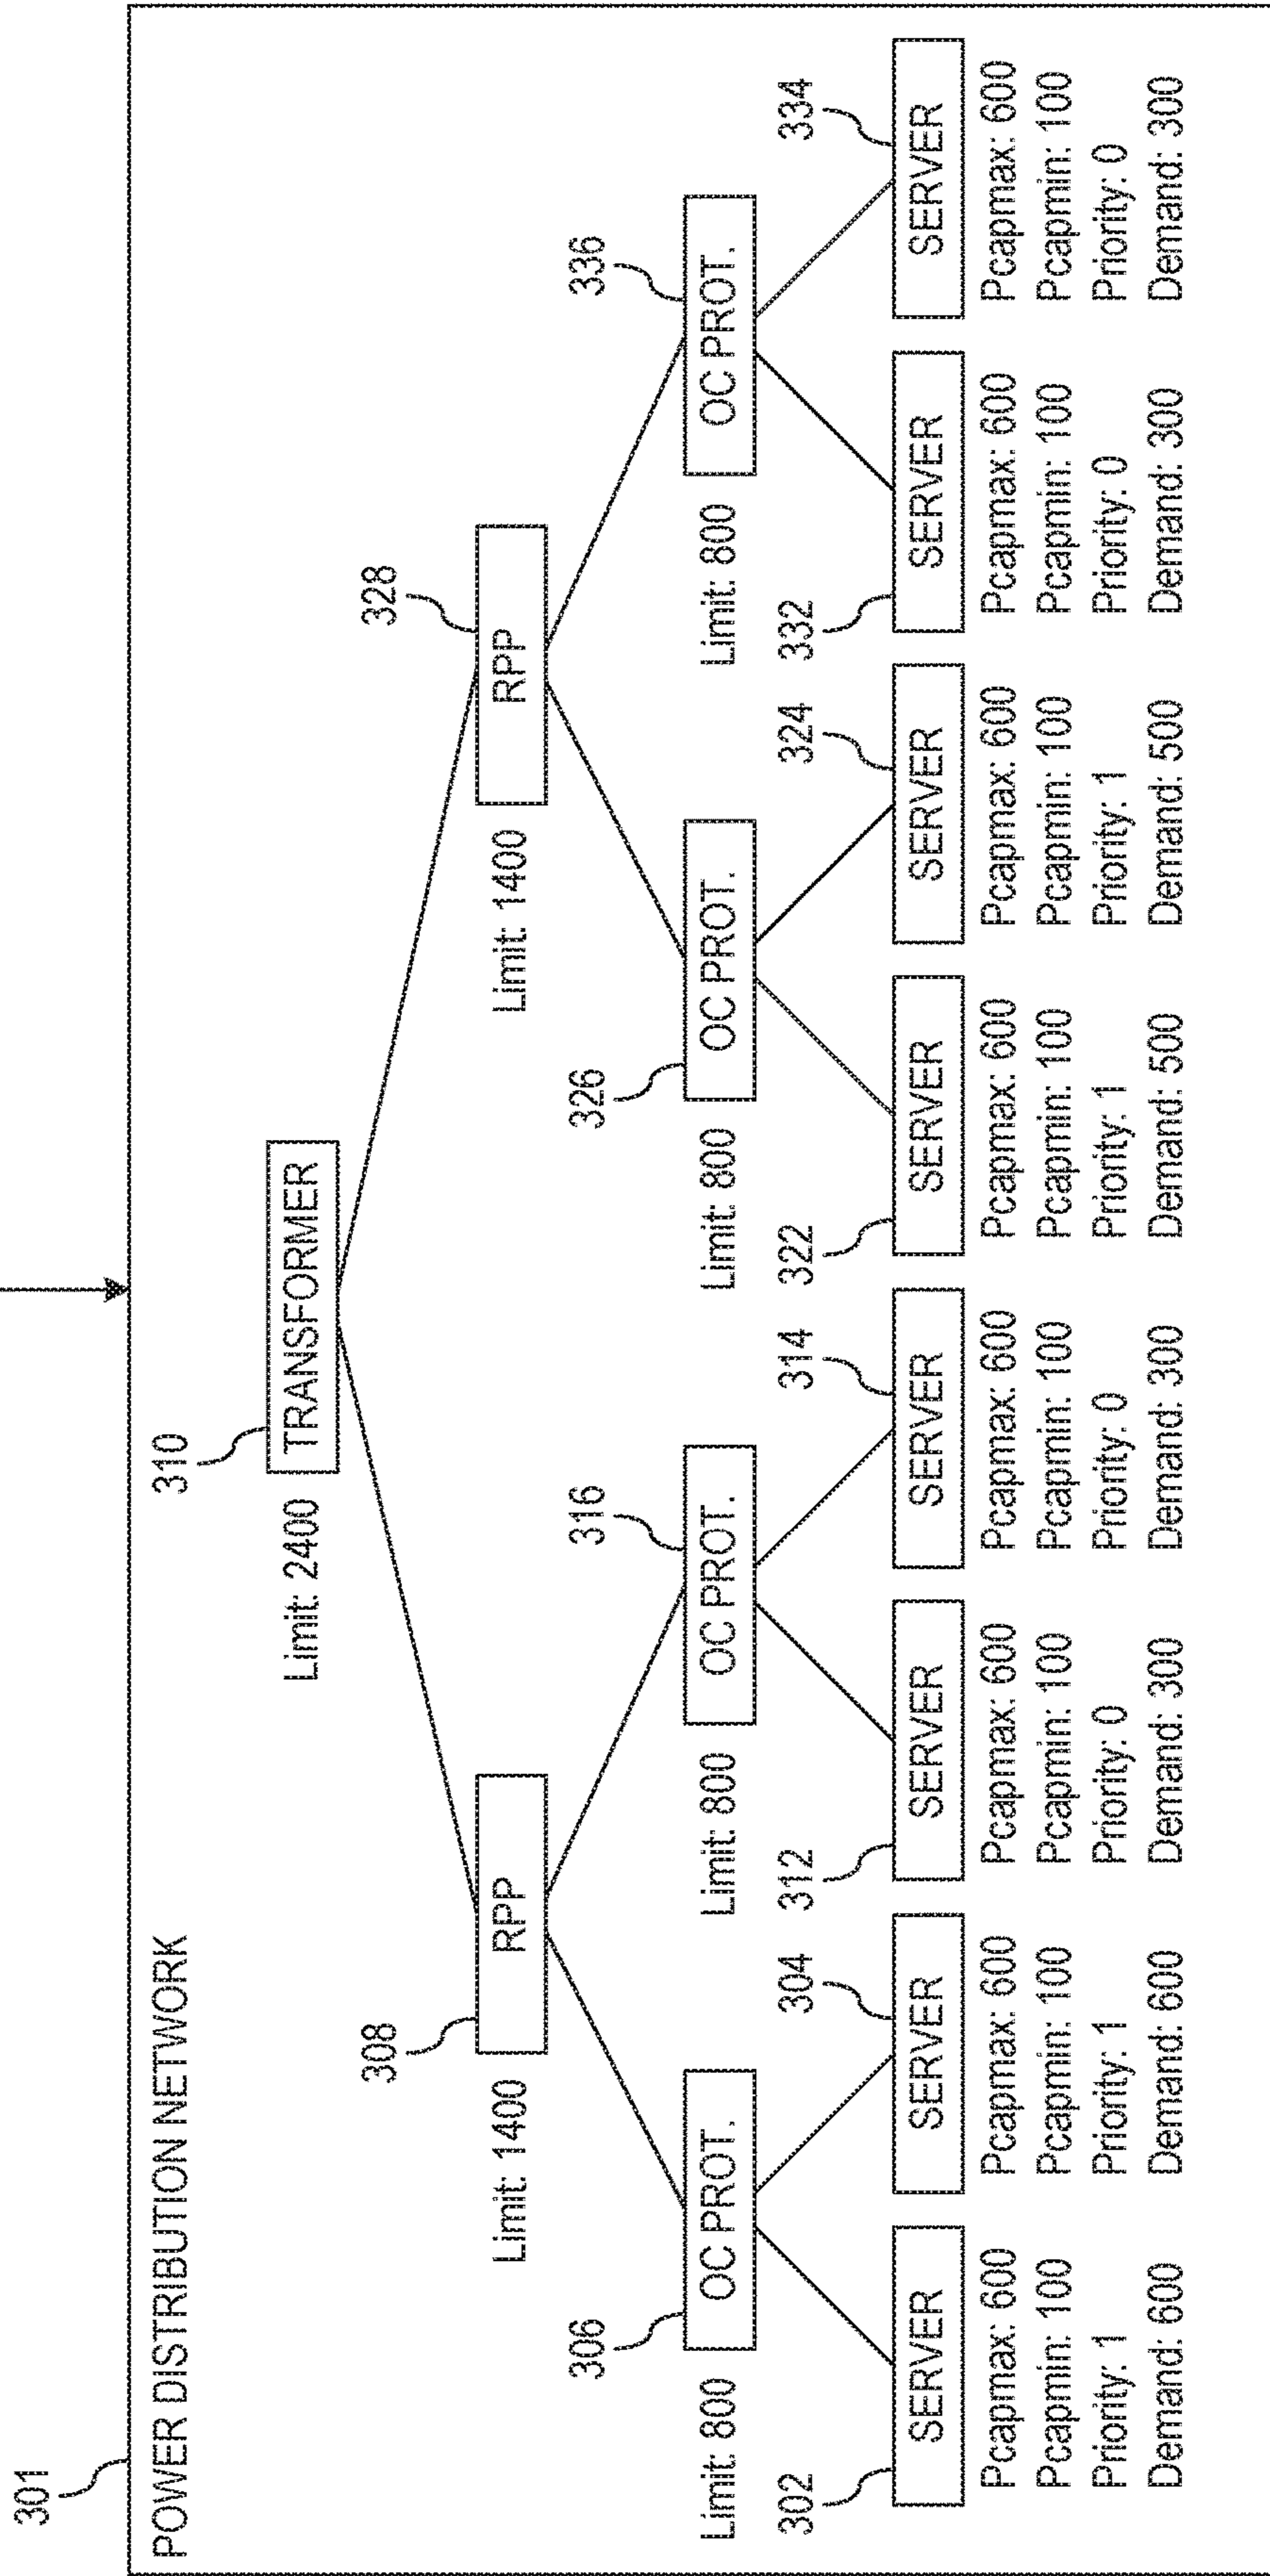 301
POWER DISTRIBUTION NETWORK
310
TRANSFORMER
Limit: 2400
308
RPP
Limit: 1400
328
RPP
Limit: 1400
306
OC PROT.
Limit: 800
316
OC PROT.
Limit: 800
326
OC PROT.
Limit: 800
336
OC PROT.
Limit: 800
302
SERVER
Pcapmax: 600
Pcapmin: 100
Priority: 1
Demand: 600
304
SERVER
Pcapmax: 600
Pcapmin: 100
Priority: 1
Demand: 600
312
SERVER
Pcapmax: 600
Pcapmin: 100
Priority: 0
Demand: 300
314
SERVER
Pcapmax: 600
Pcapmin: 100
Priority: 0
Demand: 300
322
SERVER
Pcapmax: 600
Pcapmin: 100
Priority: 1
Demand: 500
324
SERVER
Pcapmax: 600
Pcapmin: 100
Priority: 1
Demand: 500
332
SERVER
Pcapmax: 600
Pcapmin: 100
Priority: 0
Demand: 300
334
SERVER
Pcapmax: 600
Pcapmin: 100
Priority: 0
Demand: 300